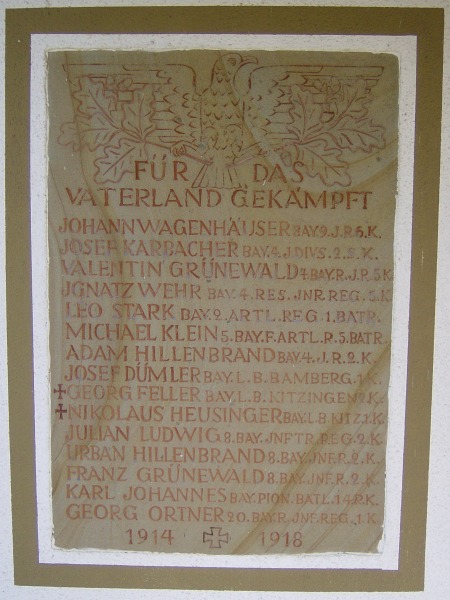 FÜR DAS
VATERLAND GEKÄMPFT
JOHANN WAGENHÄUSER BAY. 9. J. R. 6. K.
JOSEF KARBACHER BAY. 4. J. DIVS. 2. S. K.
VALENTIN GRÜNEWALD 4. BAY. R. J. R. 5. K
JGNATZ WEHR BAY. 4. RES. JNR. REG. 5. K
LEO STARK BAY. 2. ARTL. REG. 1. BATR.
MICHAEL KLEIN 5. BAY. F. ARTL. R. 3. BATR.
ADAM HILLENBRAND BAY. 4. J. R. 2. K.
JOSEF DÜMLER BAY. L. B. BAMBERG. 1. K
GEORG FELLER BAY. L. B. KITZINGEN 2. K.
NIKOLAUS HEUSINGER BAY. L. B. KITZ. 2. K.
JULIAN LUDWIG 8. BAY. JNFTR. REG. 2. K.
URBAN HILLENBRAND 8. BAY. JNF. R. 2. K.
FRANZ GRÜNEWALD 8. BAY. JNF. R. 2. K.
KARL JOHANNES BAY. PION. BATL. 14. R. K.
GEORG ORTNER 20. BAY. R. JNF. REG. 1. K
1914 1918